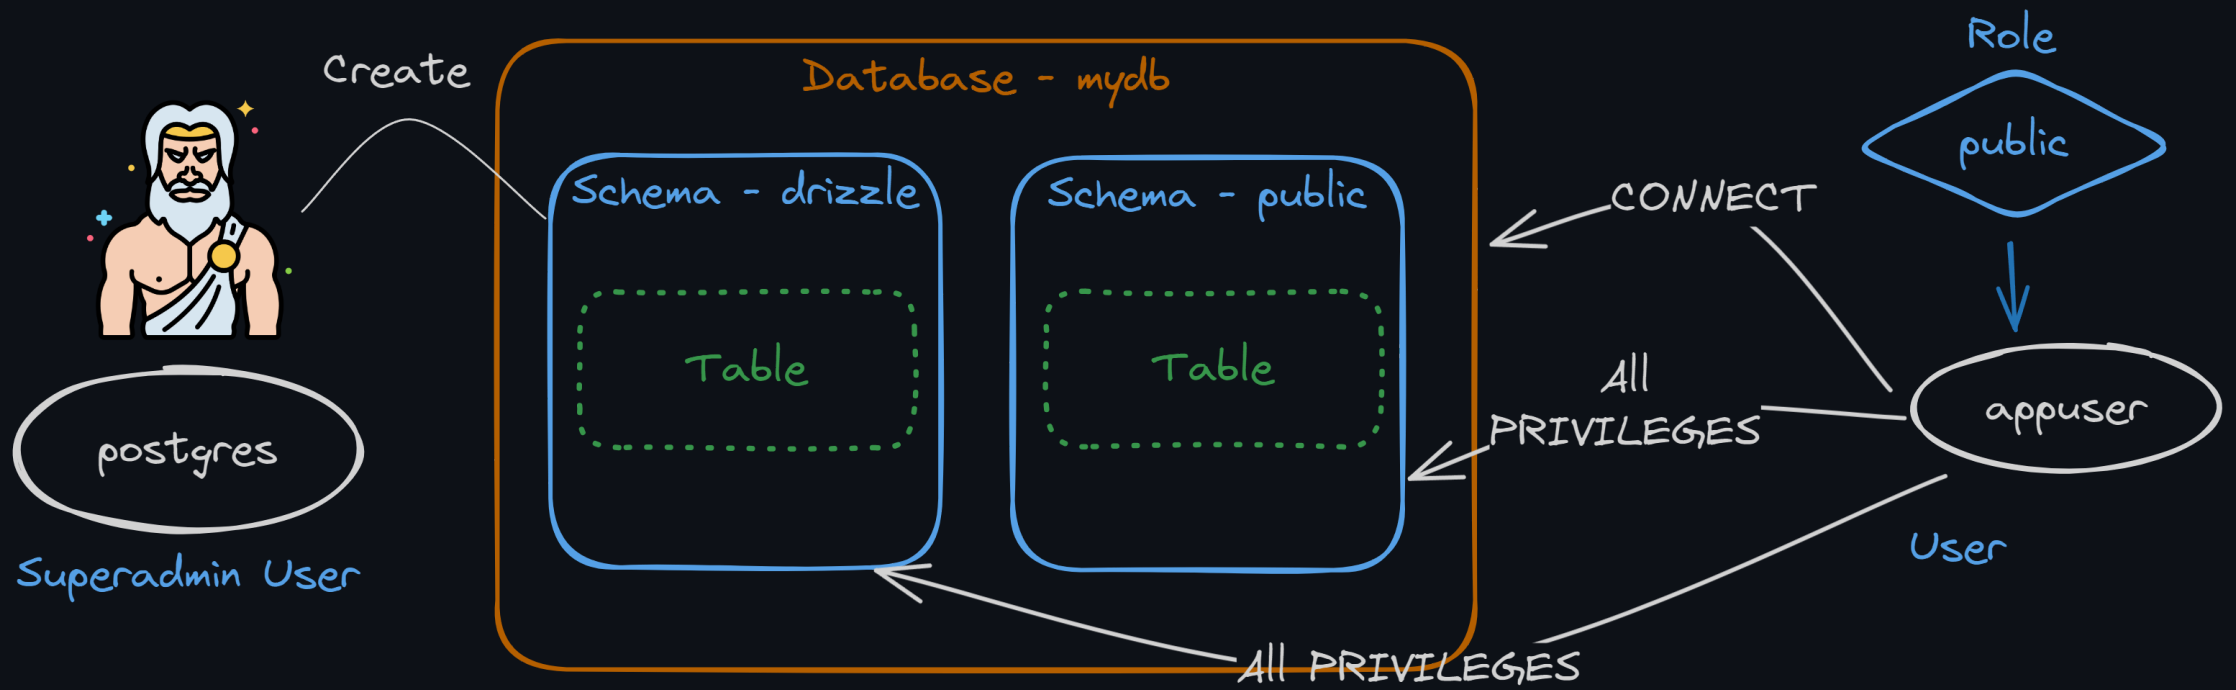 Create
postgres
Superadmin User
Database - mydb
Schema - drizzle
Table
Schema - public
Table
CONNECT
All
PRIVILEGES
All PRIVILEGES
Role
public
appuser
User